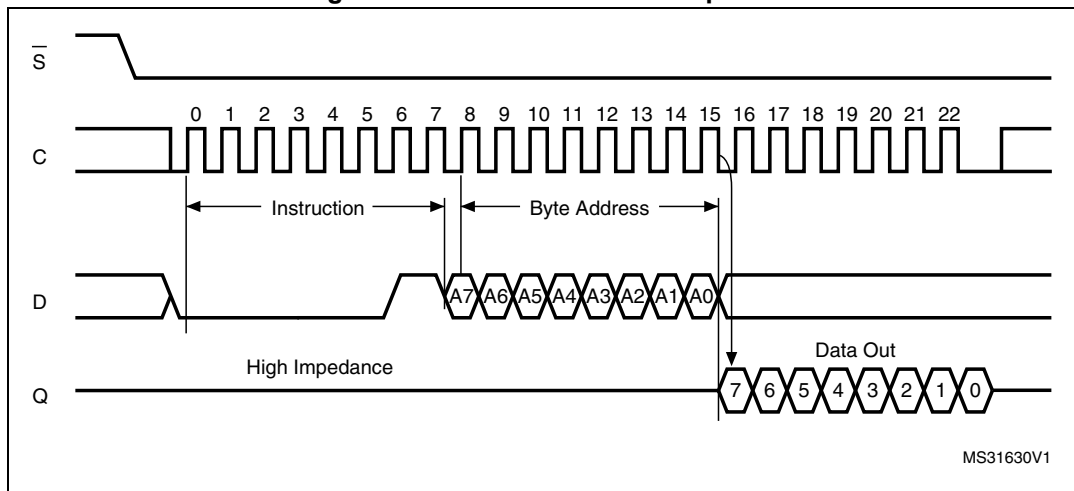 S
0 1 2 3 4 5 6 7 8 9 10 11 12 13 14 15 16 17 18 19 20 21 22
C
Instruction Byte Address
D A7 A6 A5 A4 A3 A2 A1 A0
High Impedance Data Out
Q 7 6 5 4 3 2 1 0
MS31630V1